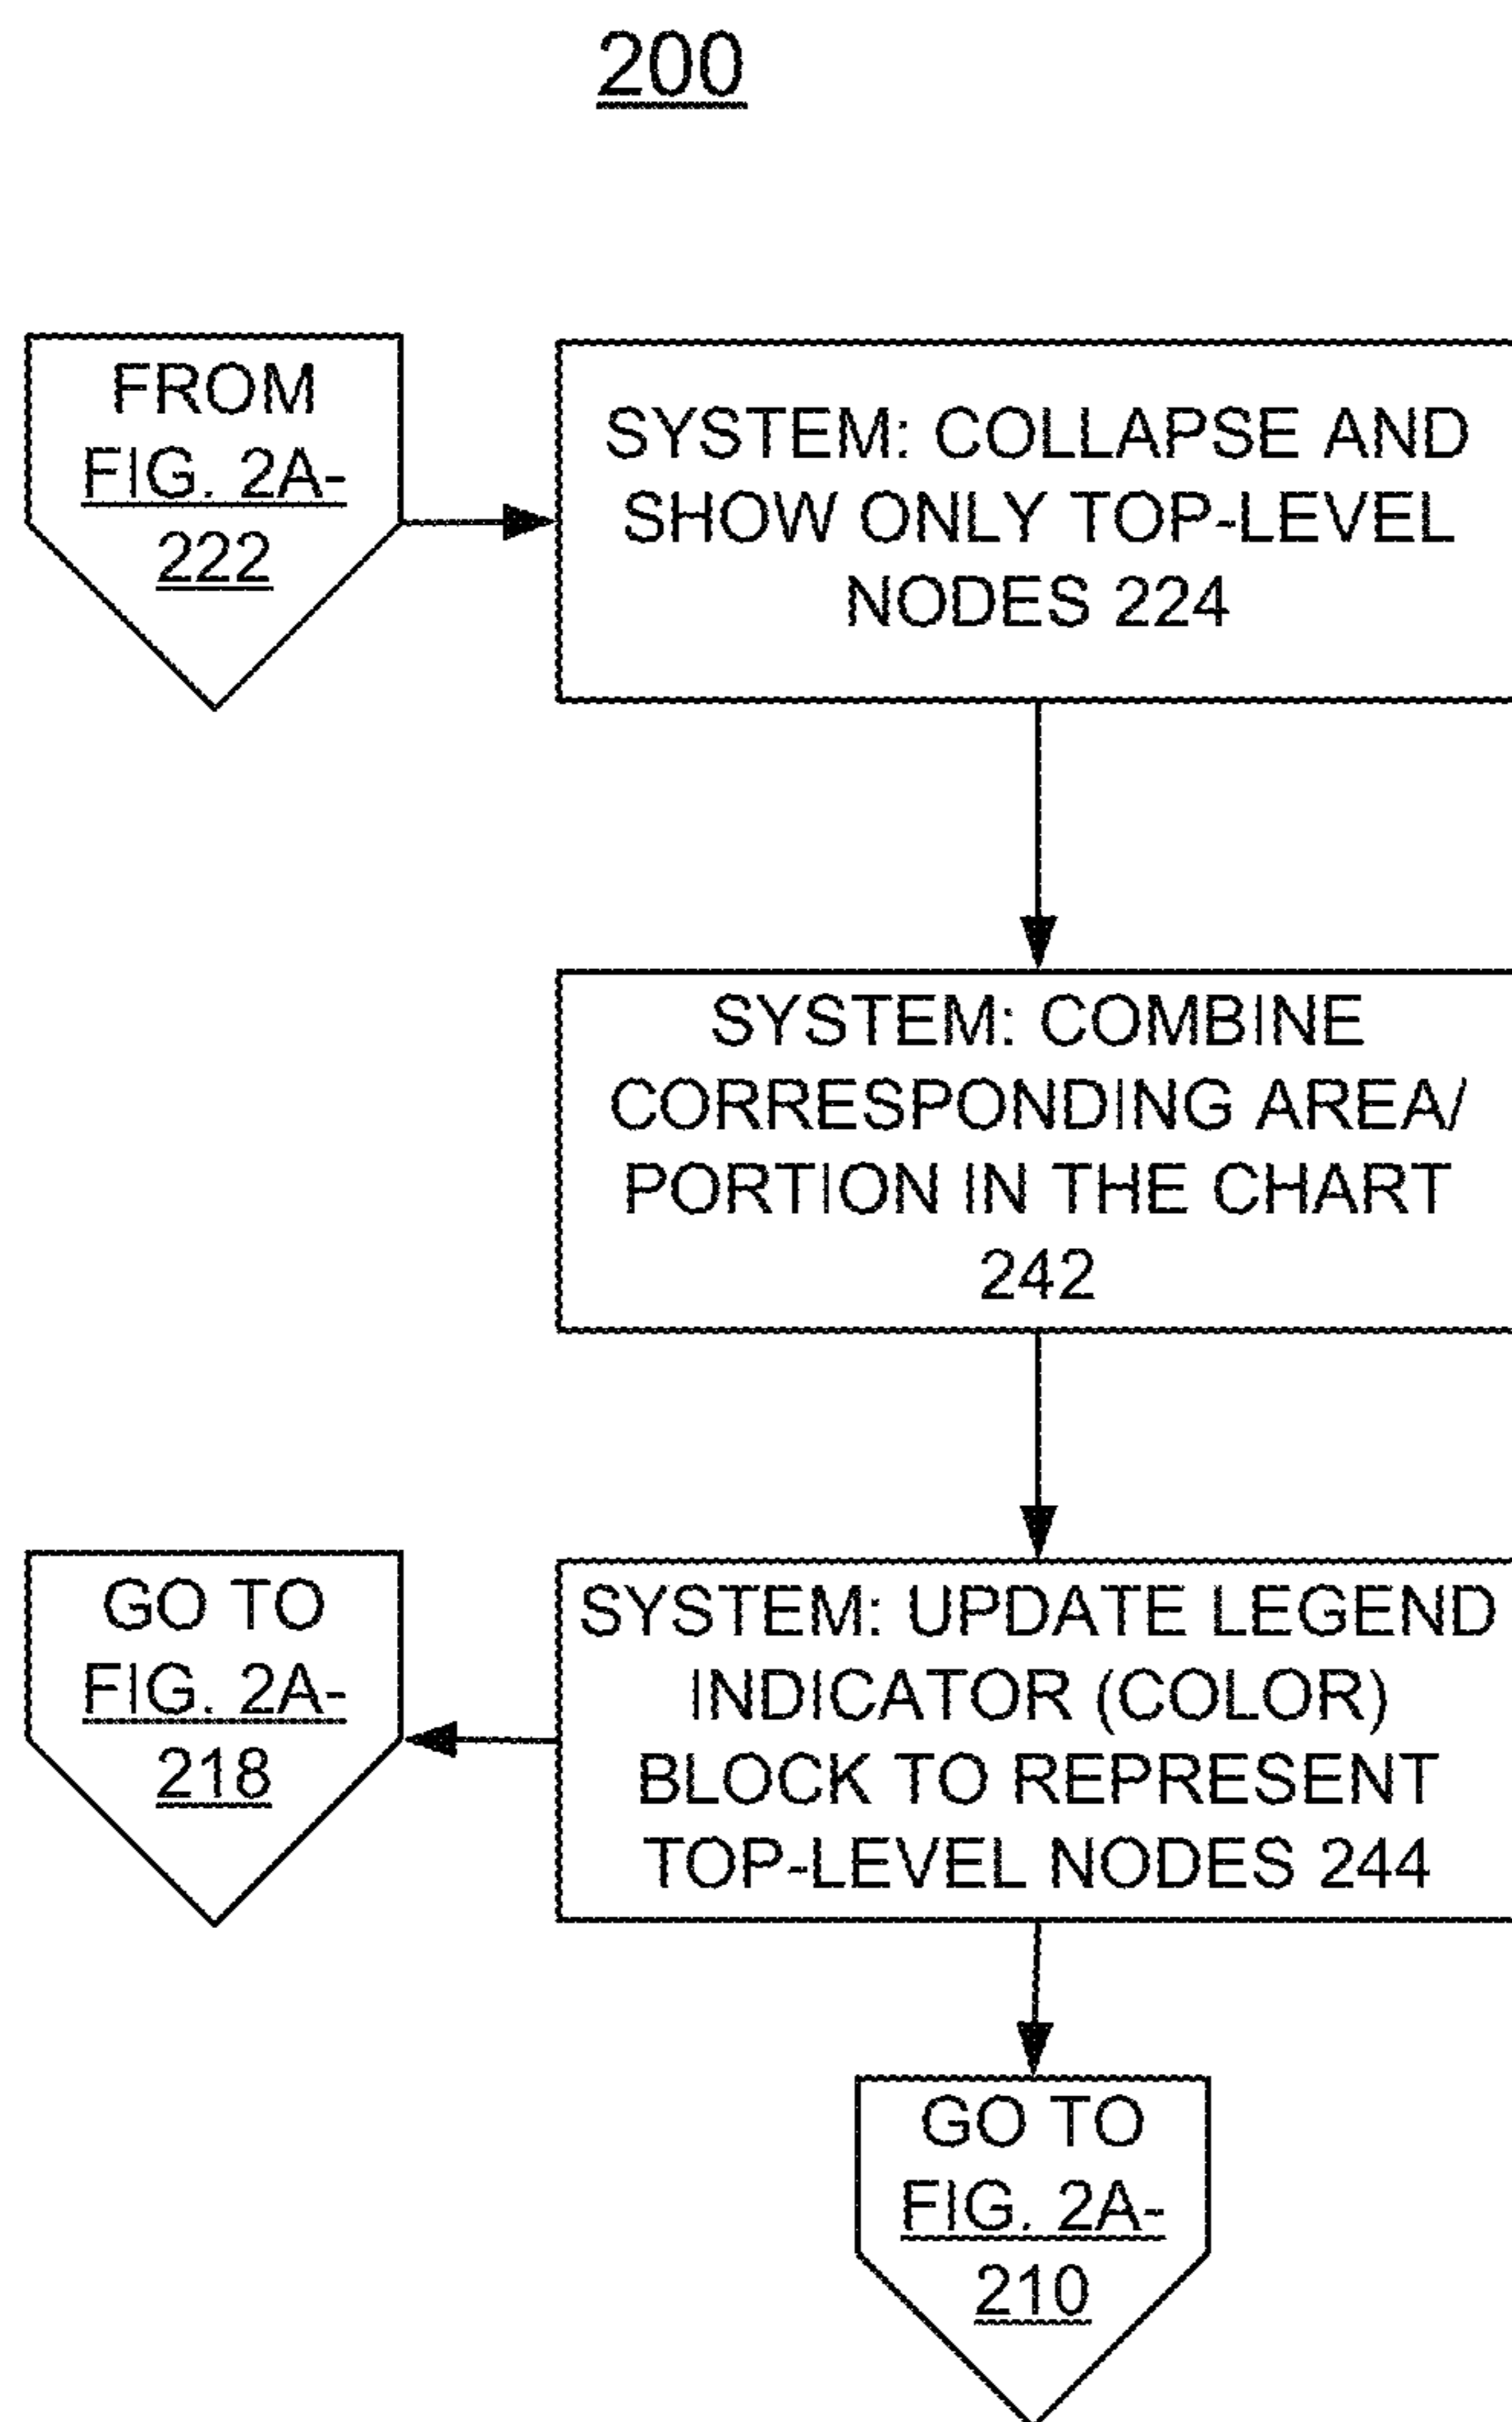 200
FROM
FIG. 2A-
222
SYSTEM: COLLAPSE AND
SHOW ONLY TOP-LEVEL
NODES 224
SYSTEM: COMBINE
CORRESPONDING AREA/
PORTION IN THE CHART
242
GO TO
FIG. 2A-
218
SYSTEM: UPDATE LEGEND
INDICATOR (COLOR)
BLOCK TO REPRESENT
TOP-LEVEL NODES 244
GO TO
FIG. 2A-
210